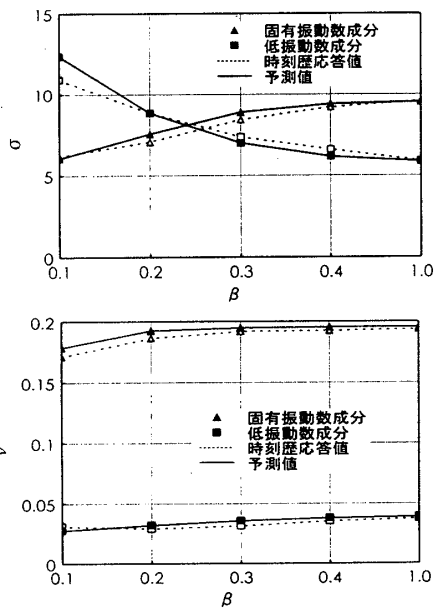 15
10
5
0
σ
▲ 固有振動数成分
■ 低振動数成分
------ 時刻歴応答値
—— 予測値
0.1 0.2 0.3 0.4 1.0
β
0.2
0.15
0.1
0.05
0
▲ 固有振動数成分
■ 低振動数成分
------ 時刻歴応答値
—— 予測値
0.1 0.2 0.3 0.4 1.0
β